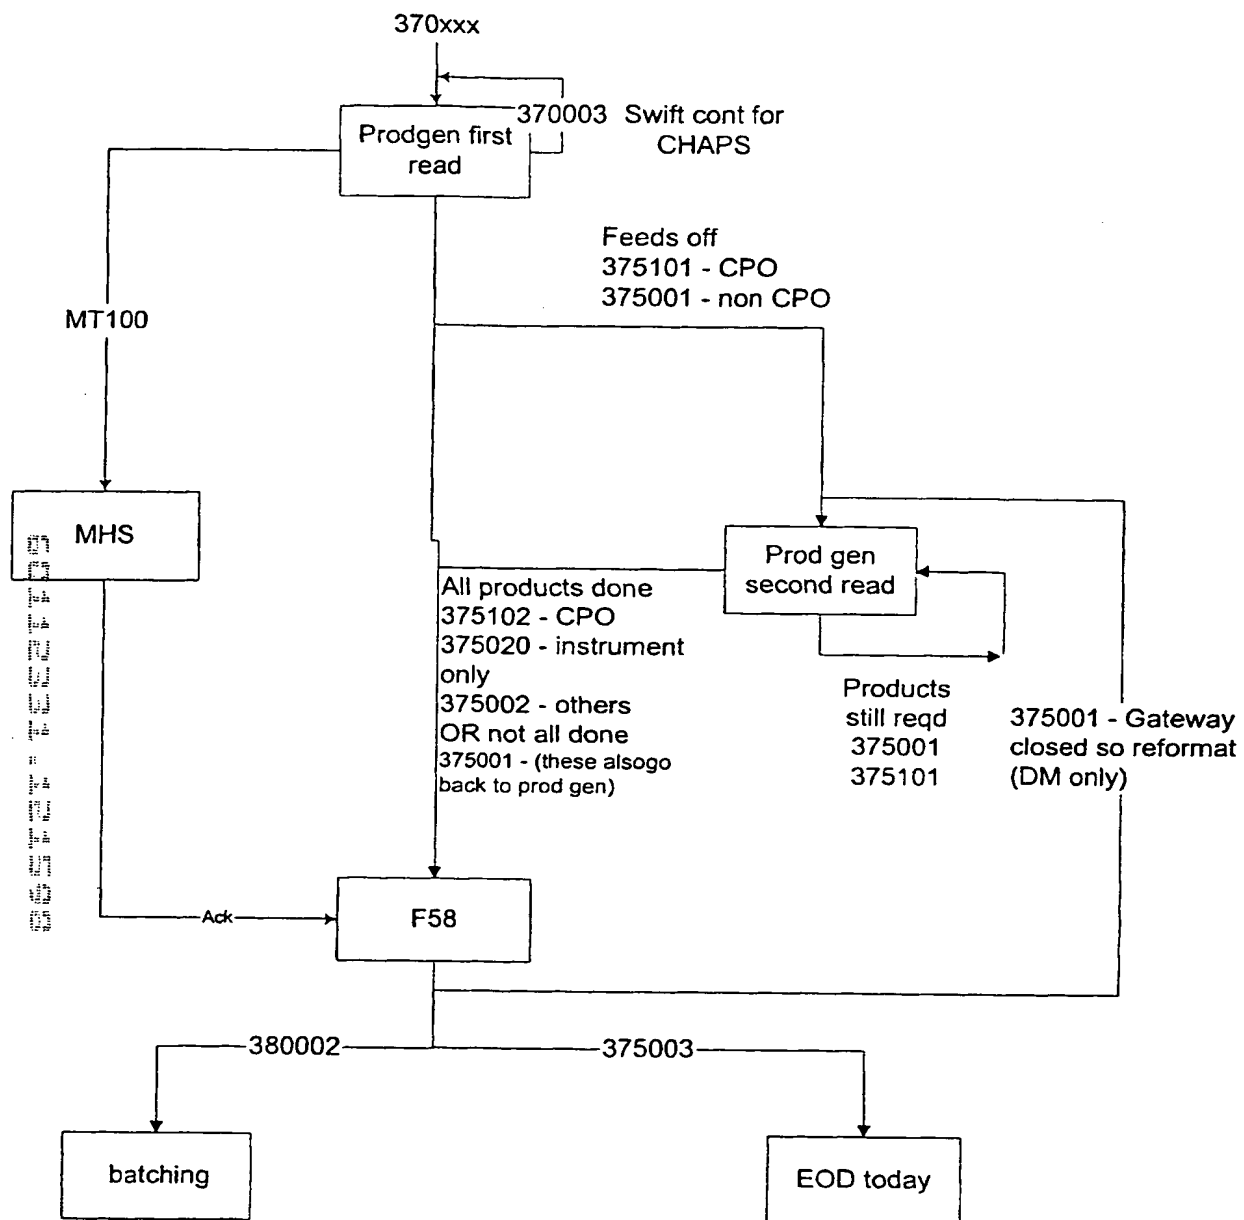 370xxx
370003 Swift cont for
CHAPS
Prodgen first
read
Feeds off
375101 - CPO
375001 - non CPO
MT100
MHS
Prod gen
second read
All products done
375102 - CPO
375020 - instrument
only
375002 - others
OR not all done
375001 - (these alsogo
back to prod gen)
Products
still reqd
375001
375101
375001 - Gateway
closed so reformat
(DM only)
Ack
F58
380002
375003
batching
EOD today